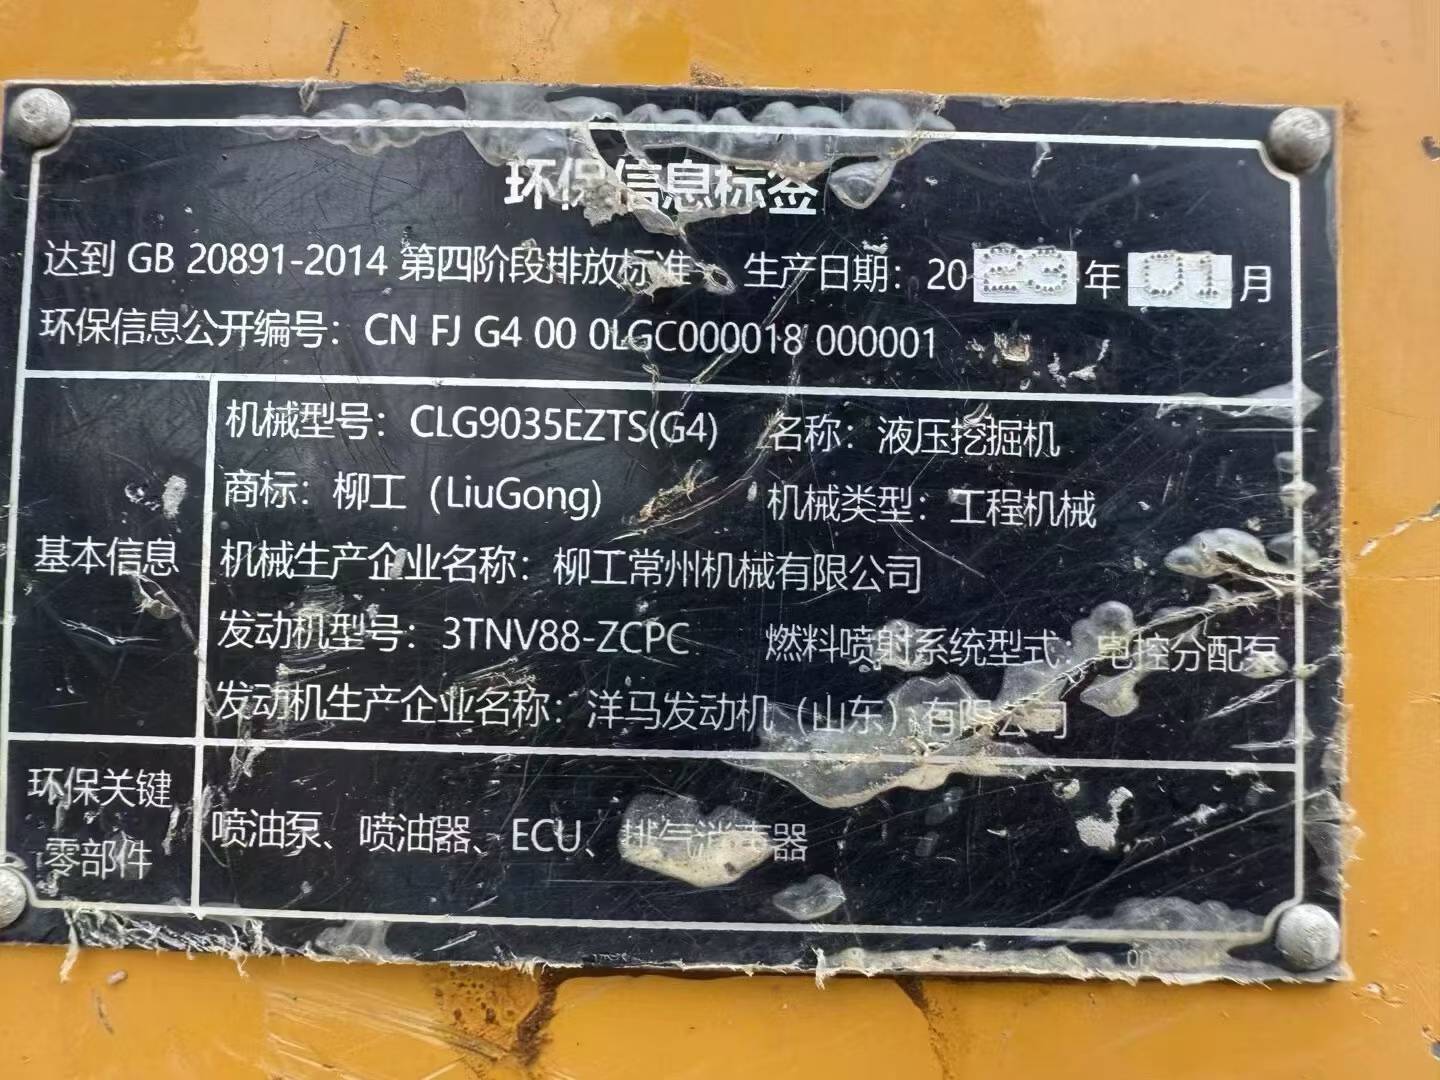 环保信息标签
达到 GB 20891-2014 第四阶段排放标准 生产日期：2023年01月
环保信息公开编号：CN FJ G4 00 0LGC000018 000001
机械型号：CLG9035EZTS(G4) 名称：液压挖掘机
商标：柳工（LiuGong) 机械类型：工程机械
基本信息
机械生产企业名称：柳工常州机械有限公司
发动机型号：3TNV88-ZCPC 燃料喷射系统型式：电控分配泵
发动机生产企业名称：洋马发动机（山东）有限公司
环保关键
零部件
喷油泵、喷油器、ECU、排气消声器